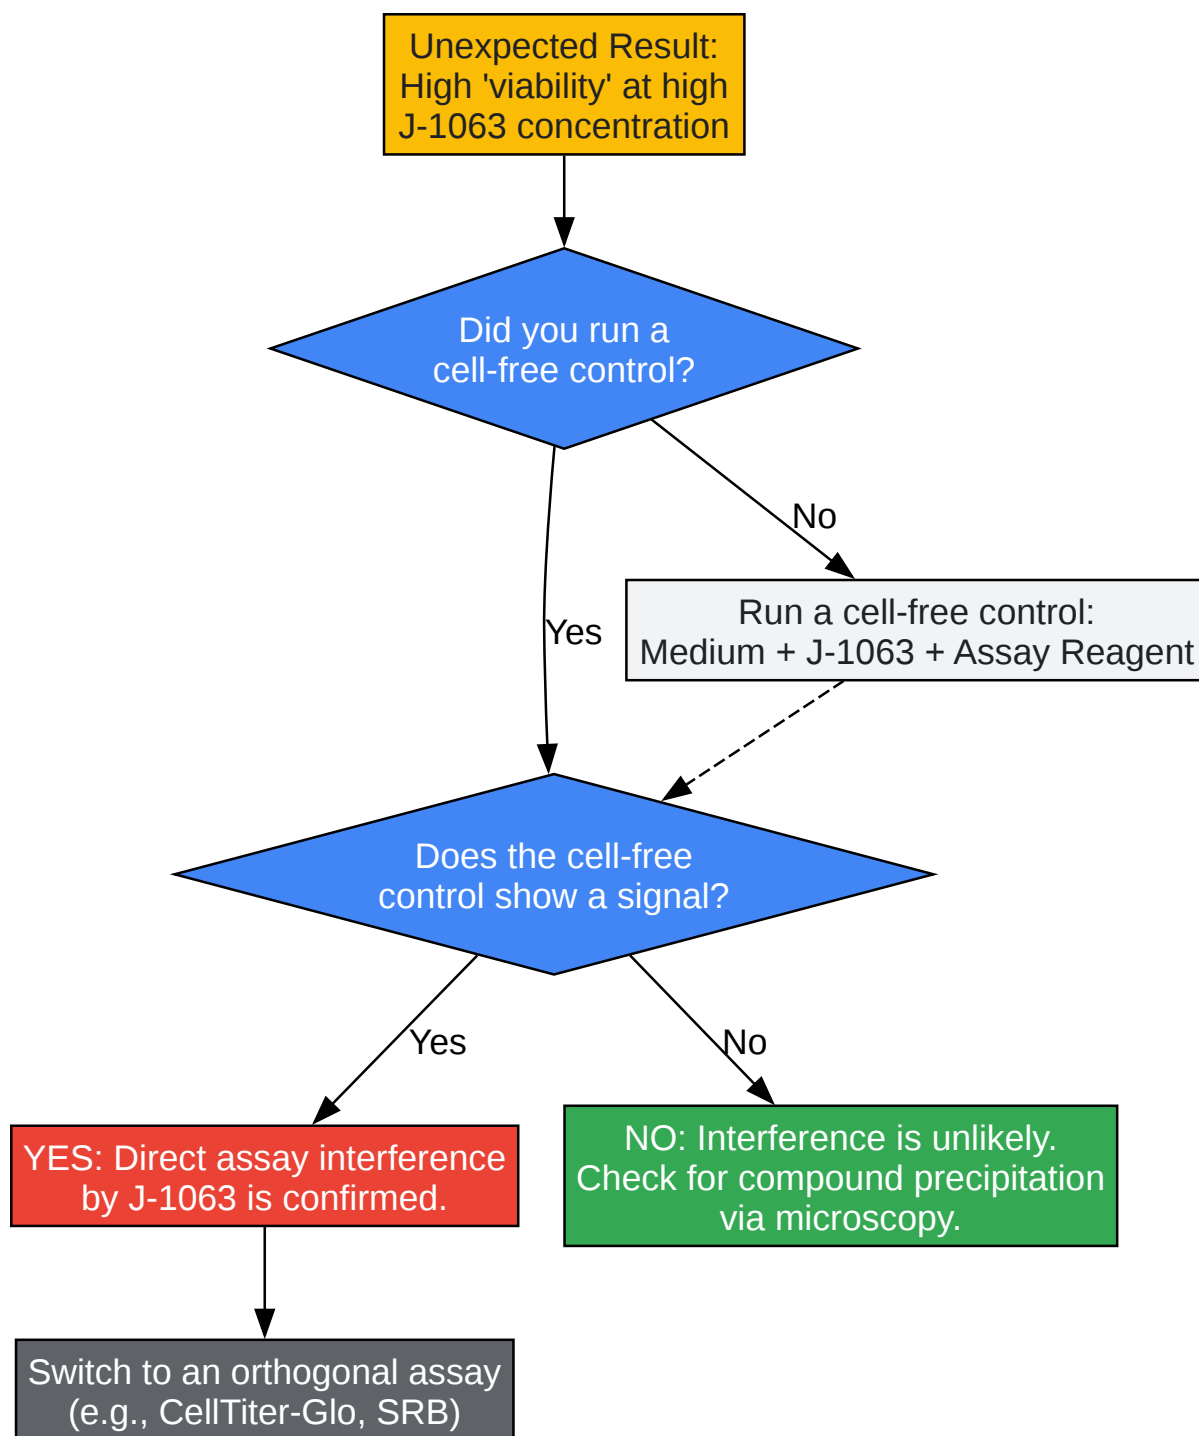 Unexpected Result:
High 'viability' at high
J-1063 concentration
Did you run a
cell-free control?
No
Yes
Run a cell-free control:
Medium + J-1063 + Assay Reagent
Does the cell-free
control show a signal?
Yes
No
YES: Direct assay interference
by J-1063 is confirmed.
NO: Interference is unlikely.
Check for compound precipitation
via microscopy.
Switch to an orthogonal assay
(e.g., CellTiter-Glo, SRB)